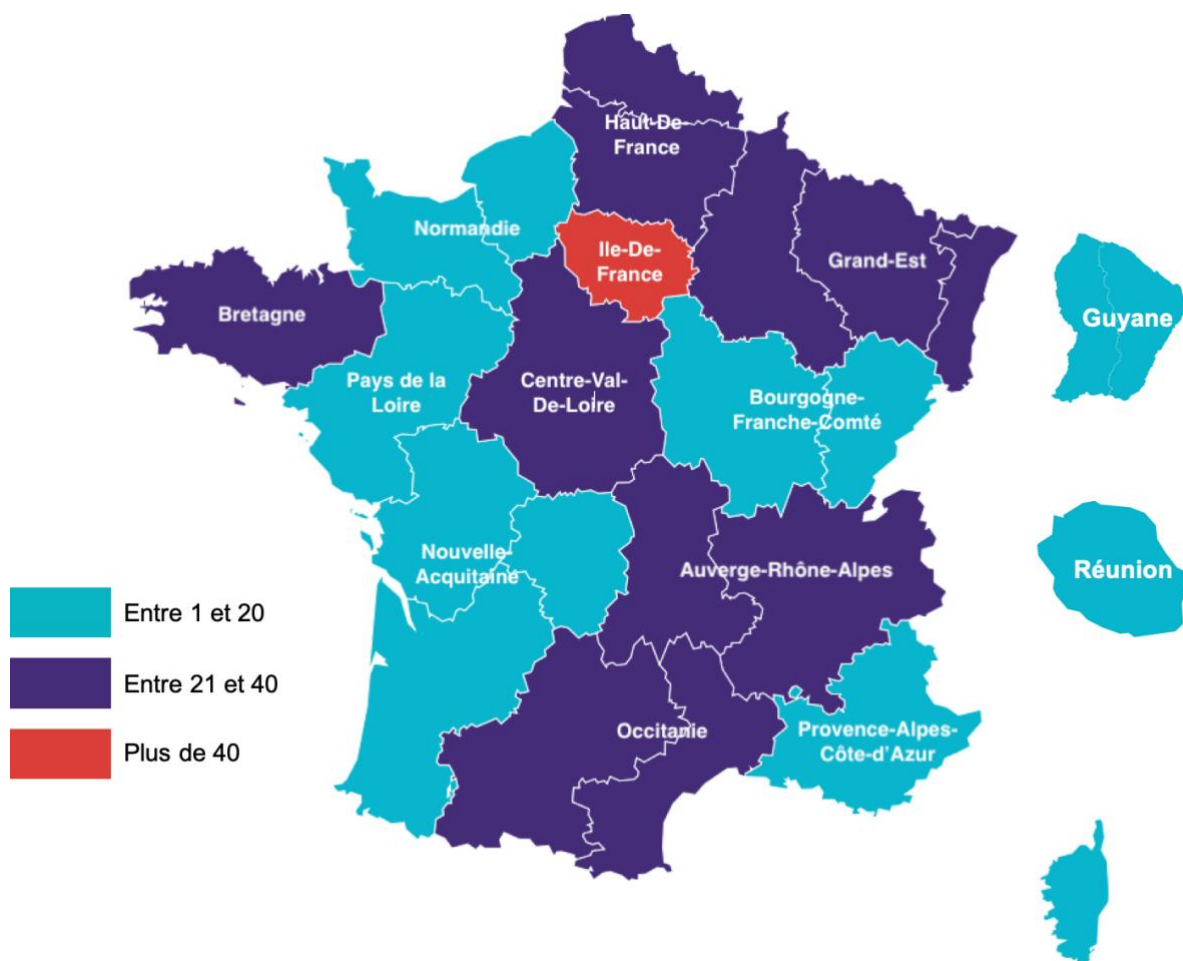 Haut-De-
France
Normandie
Ile-De-
France
Grand-Est
Bretagne
Guyane
Pays de la
Loire
Centre-Val-
De-Loire
Bourgogne-
Franche-Comté
Nouvelle-
Acquitaine
Auverge-Rhône-Alpes
Réunion
Entre 1 et 20
Entre 21 et 40
Plus de 40
Occitanie
Provence-Alpes-
Côte-d'Azur